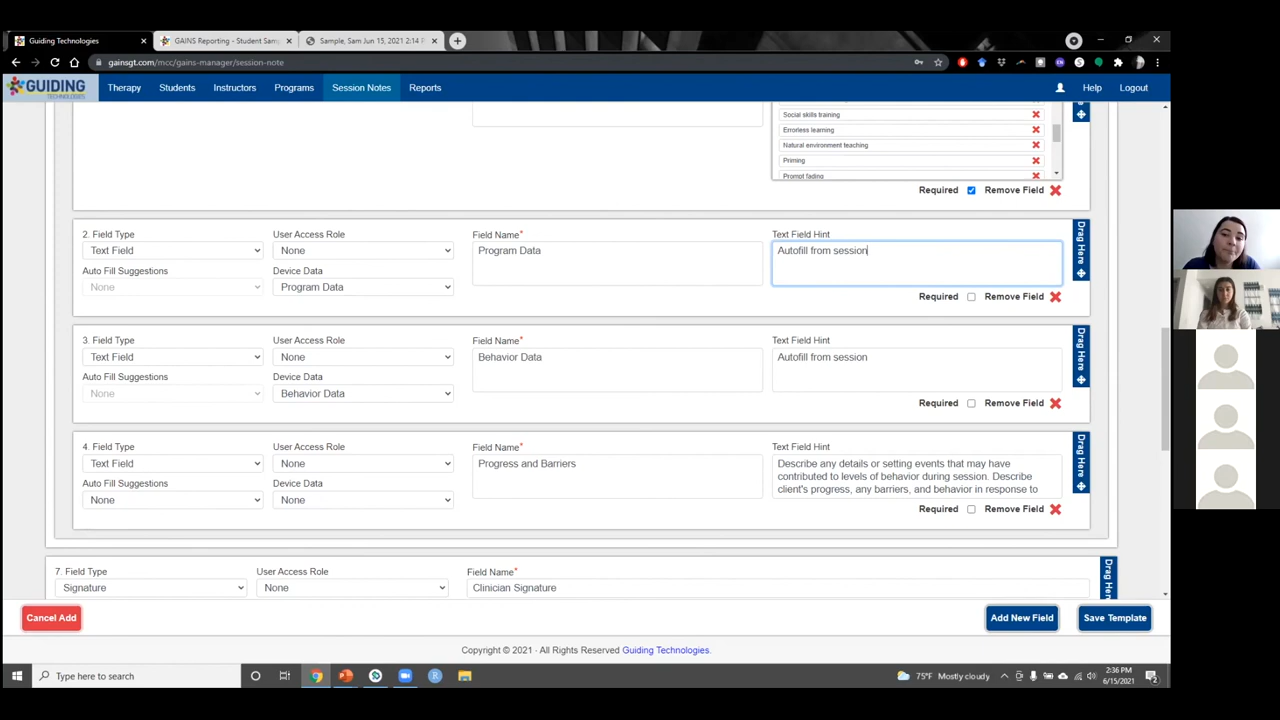 Guiding Technologies
GAINS Reporting - Student Sam
Sample, Sam Jun 15, 2021 2:14 P
gainsgt.com/mcc/gains-manager/session-note
GUIDING
TECHNOLOGIES
Therapy
Students
Instructors
Programs
Session Notes
Reports
Help
Logout
Social skills training
Errorless learning
Natural environment teaching
Priming
Prompt fading
Required
Remove Field
2. Field Type
User Access Role
Field Name*
Text Field Hint
Text Field
None
Program Data
Autofill from session
Auto Fill Suggestions
Device Data
None
Program Data
Required
Remove Field
Drag Here
3. Field Type
User Access Role
Field Name*
Text Field Hint
Text Field
None
Behavior Data
Autofill from session
Auto Fill Suggestions
Device Data
None
Behavior Data
Required
Remove Field
Drag Here
4. Field Type
User Access Role
Field Name*
Text Field Hint
Text Field
None
Progress and Barriers
Describe any details or setting events that may have
contributed to levels of behavior during session. Describe
client's progress, any barriers, and behavior in response to
Auto Fill Suggestions
Device Data
None
None
Required
Remove Field
Drag Here
7. Field Type
User Access Role
Field Name*
Signature
None
Clinician Signature
Drag Here
Cancel Add
Add New Field
Save Template
Copyright © 2021 · All Rights Reserved Guiding Technologies.
Type here to search
75°F Mostly cloudy
2:36 PM
6/15/2021